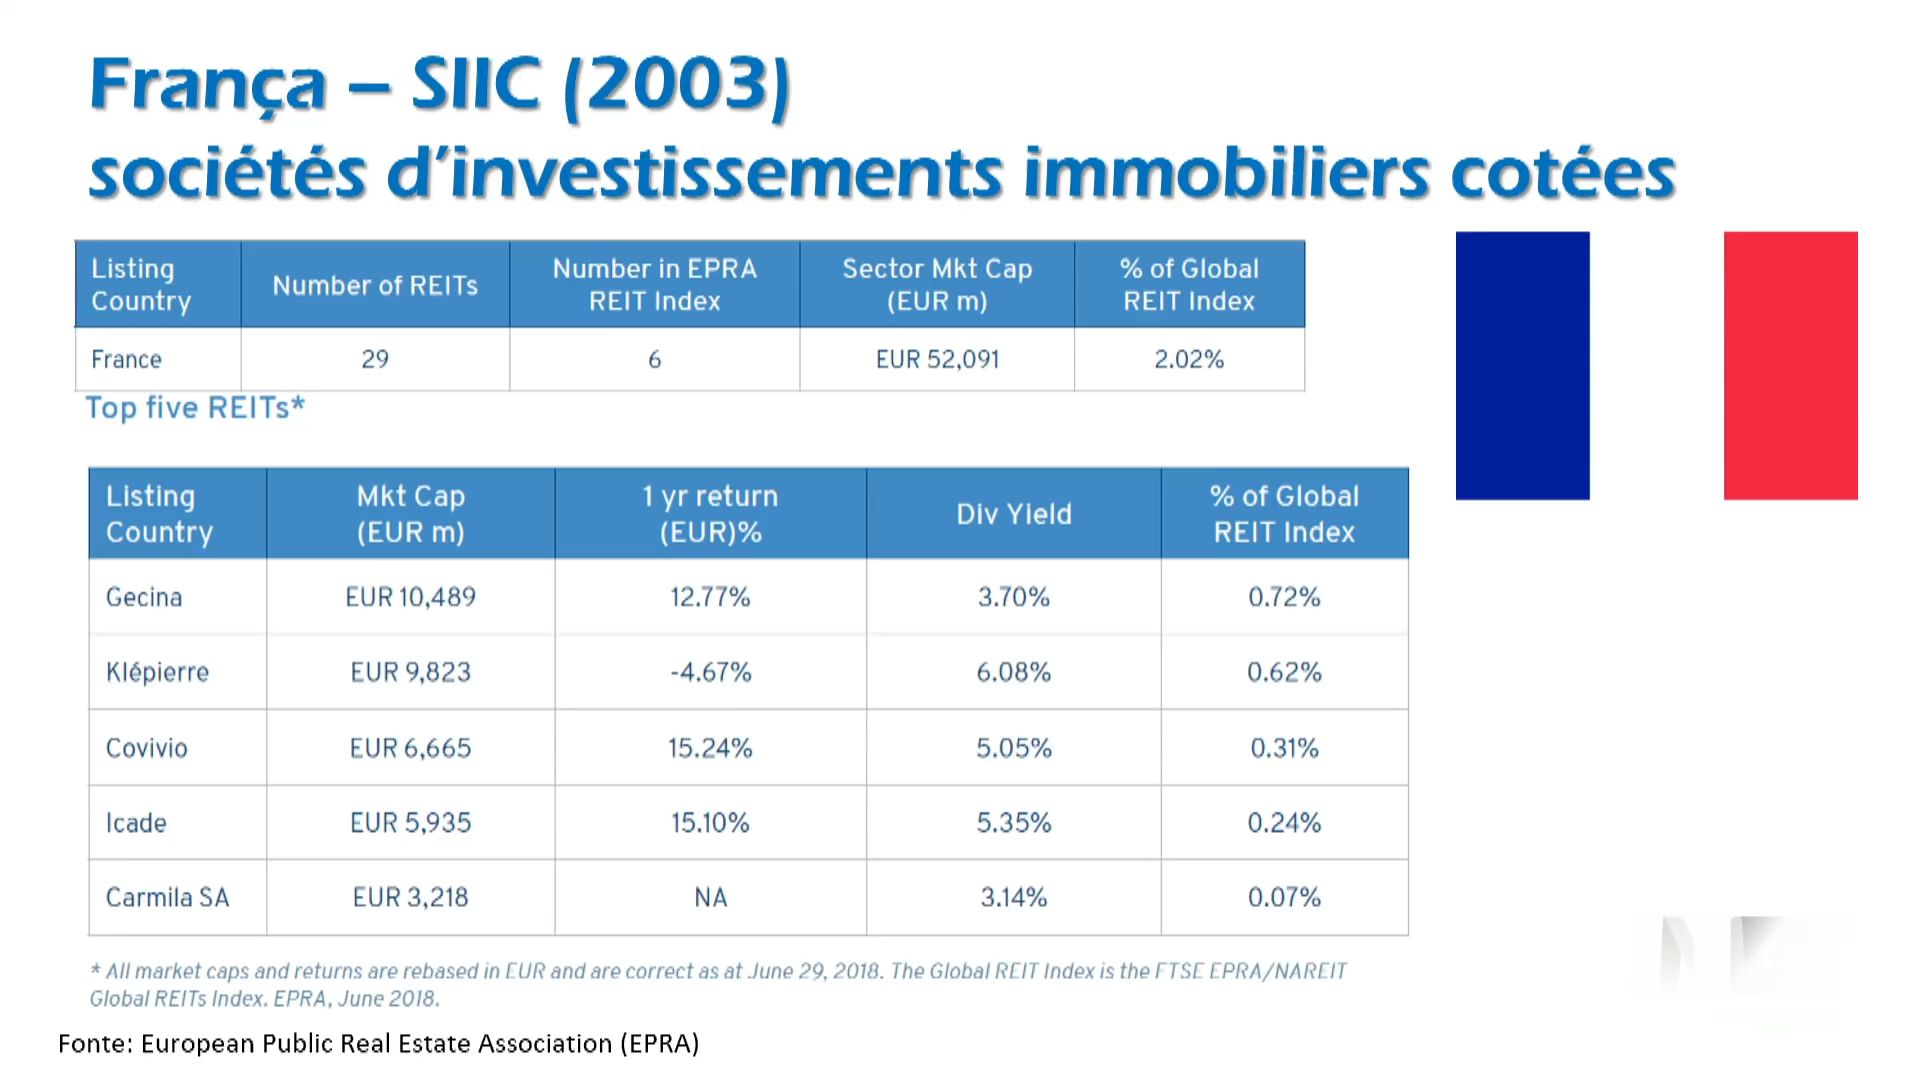 França – SIIC (2003)
sociétés d’investissements immobiliers cotées
Listing Country | Number of REITs | Number in EPRA REIT Index | Sector Mkt Cap (EUR m) | % of Global REIT Index
France | 29 | 6 | EUR 52,091 | 2.02%
Top five REITs*
Listing Country | Mkt Cap (EUR m) | 1 yr return (EUR)% | Div Yield | % of Global REIT Index
Gecina | EUR 10,489 | 12.77% | 3.70% | 0.72%
Klépierre | EUR 9,823 | -4.67% | 6.08% | 0.62%
Covivio | EUR 6,665 | 15.24% | 5.05% | 0.31%
Icade | EUR 5,935 | 15.10% | 5.35% | 0.24%
Carmila SA | EUR 3,218 | NA | 3.14% | 0.07%
* All market caps and returns are rebased in EUR and are correct as at June 29, 2018. The Global REIT Index is the FTSE EPRA/NAREIT
Global REITs Index. EPRA, June 2018.
Fonte: European Public Real Estate Association (EPRA)